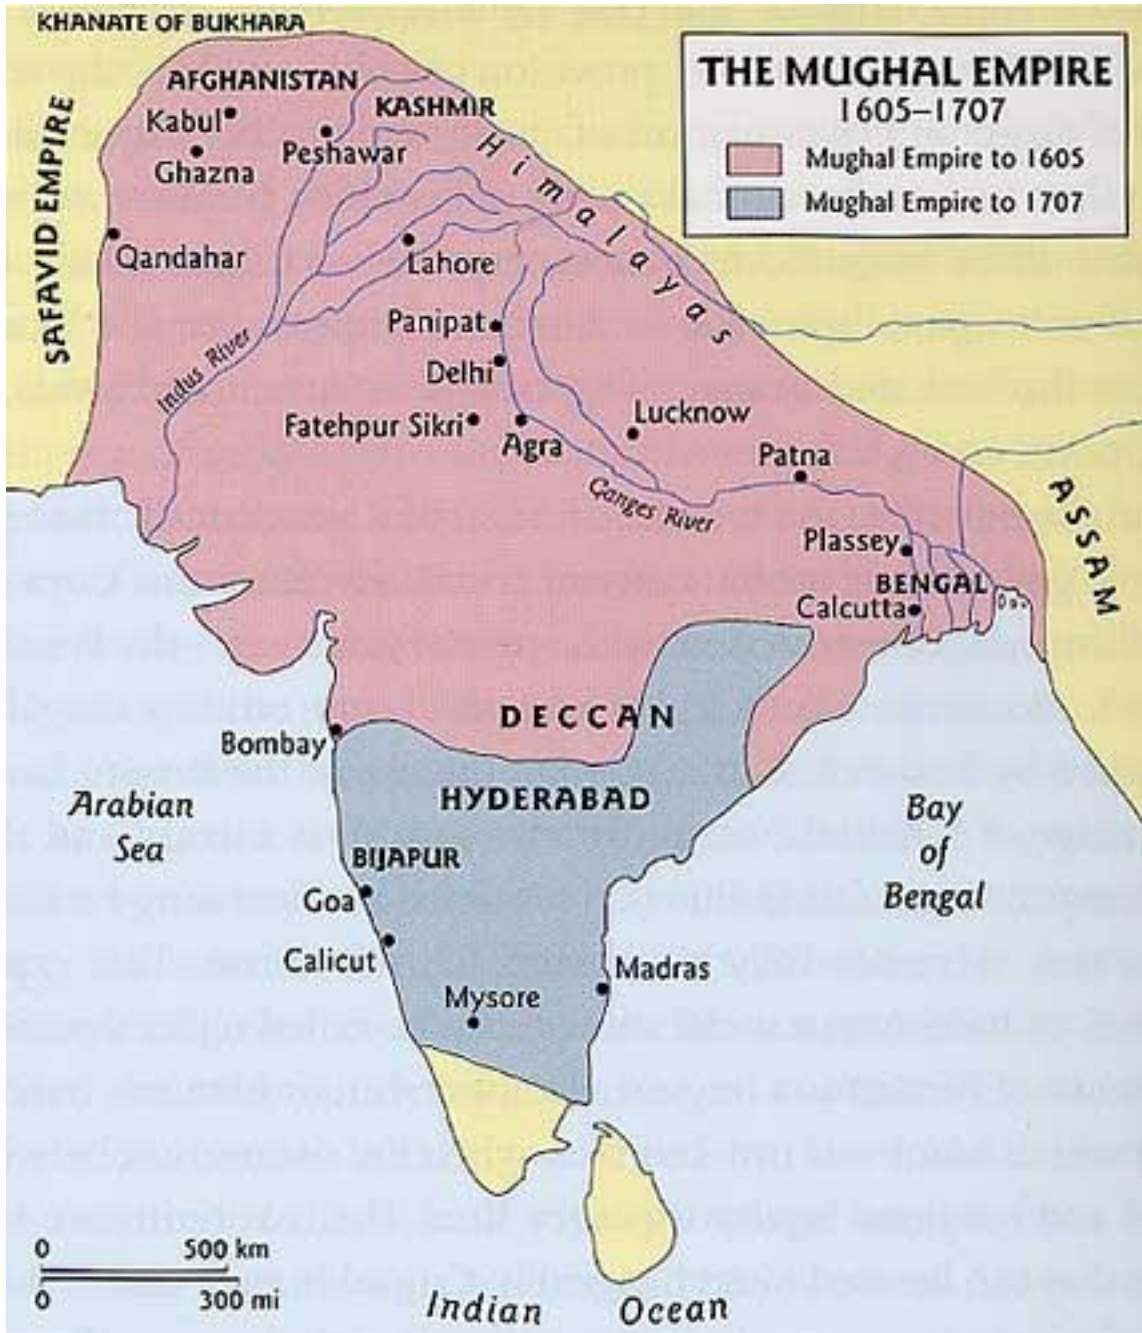 KHANATE OF BUKHARA
THE MUGHAL EMPIRE
1605–1707
Mughal Empire to 1605
Mughal Empire to 1707
SAFAVID EMPIRE
AFGHANISTAN
KASHMIR
Kabul
Peshawar
Ghazna
Himalayas
Qandahar
Lahore
Panipat
Indus River
Delhi
Fatehpur Sikri
Agra
Lucknow
Patna
Ganges River
ASSAM
Plassey
BENGAL
Calcutta
DECCAN
Bombay
HYDERABAD
Arabian
Sea
Bay
of
Bengal
BIJAPUR
Goa
Calicut
Madras
Mysore
0 500 km
0 300 mi
Indian Ocean